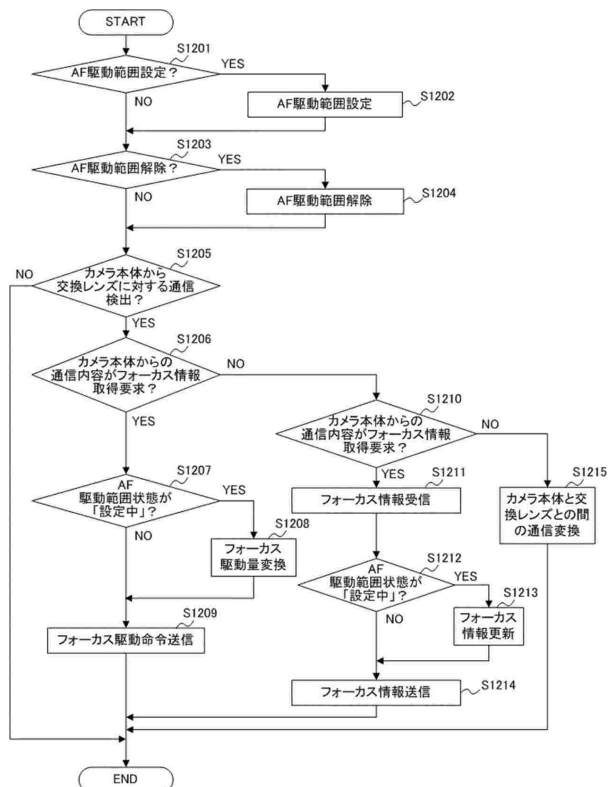 START
S1201
AF駆動範囲設定？
YES
NO
AF駆動範囲設定
S1202
S1203
AF駆動範囲解除？
YES
NO
AF駆動範囲解除
S1204
S1205
NO
カメラ本体から
交換レンズに対する通信
検出？
YES
S1206
カメラ本体からの
通信内容がフォーカス情報
取得要求？
NO
YES
S1210
カメラ本体からの
通信内容がフォーカス情報
取得要求？
NO
YES
S1207
AF
駆動範囲状態が
「設定中」？
YES
NO
S1208
フォーカス
駆動量変換
S1209
フォーカス駆動命令送信
S1211
フォーカス情報受信
S1215
カメラ本体と交
換レンズとの間
の通信変換
S1212
AF
駆動範囲状態が
「設定中」？
YES
NO
S1213
フォーカス
情報更新
フォーカス情報送信
S1214
END